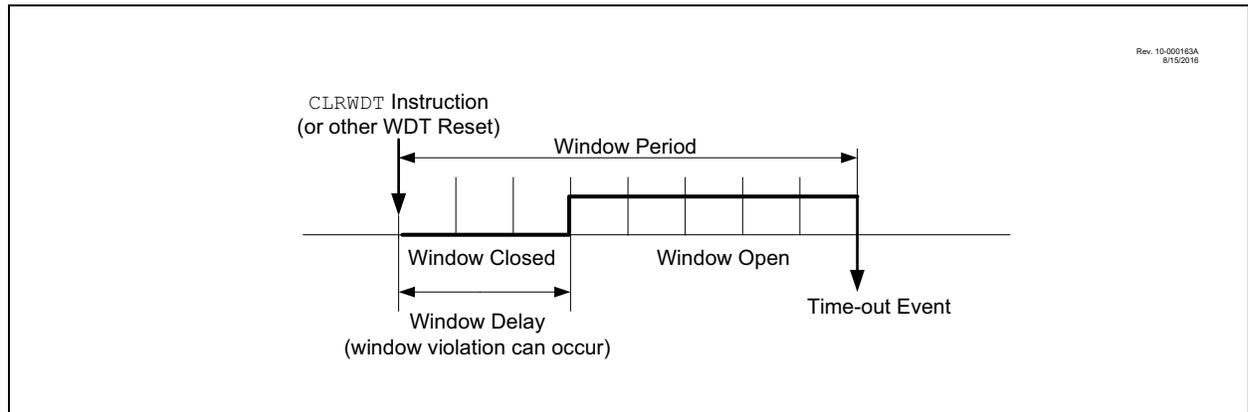 Rev. 10-000163A
8/15/2016
CLRWDT Instruction
(or other WDT Reset)
Window Period
Window Closed
Window Open
Time-out Event
Window Delay
(window violation can occur)